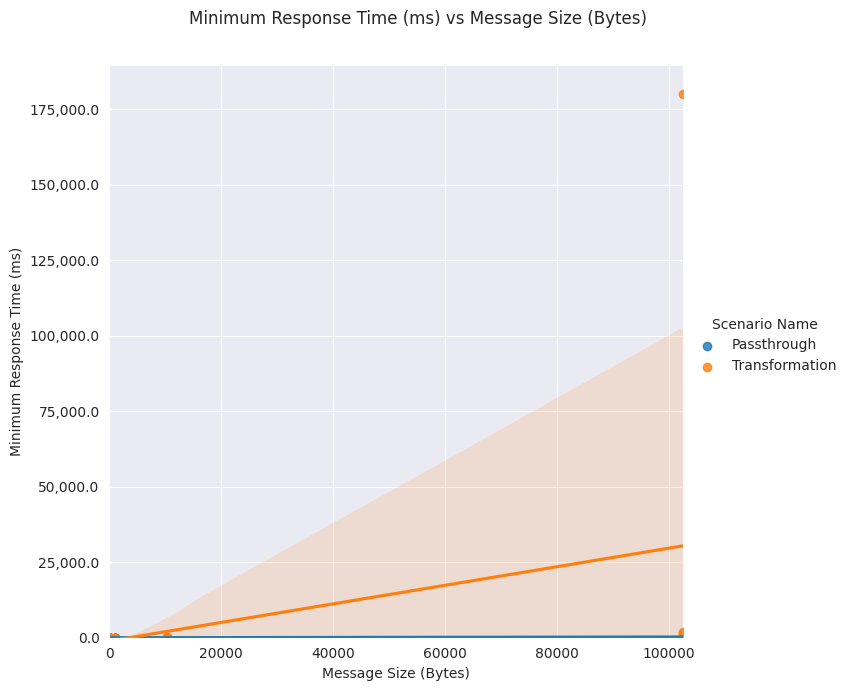 Minimum Response Time (ms) vs Message Size (Bytes)
175,000.0
150,000.0
125,000.0
100,000.0
75,000.0
50,000.0
25,000.0
0.0
Minimum Response Time (ms)
0
20000
40000
60000
80000
100000
Message Size (Bytes)
Scenario Name
Passthrough
Transformation